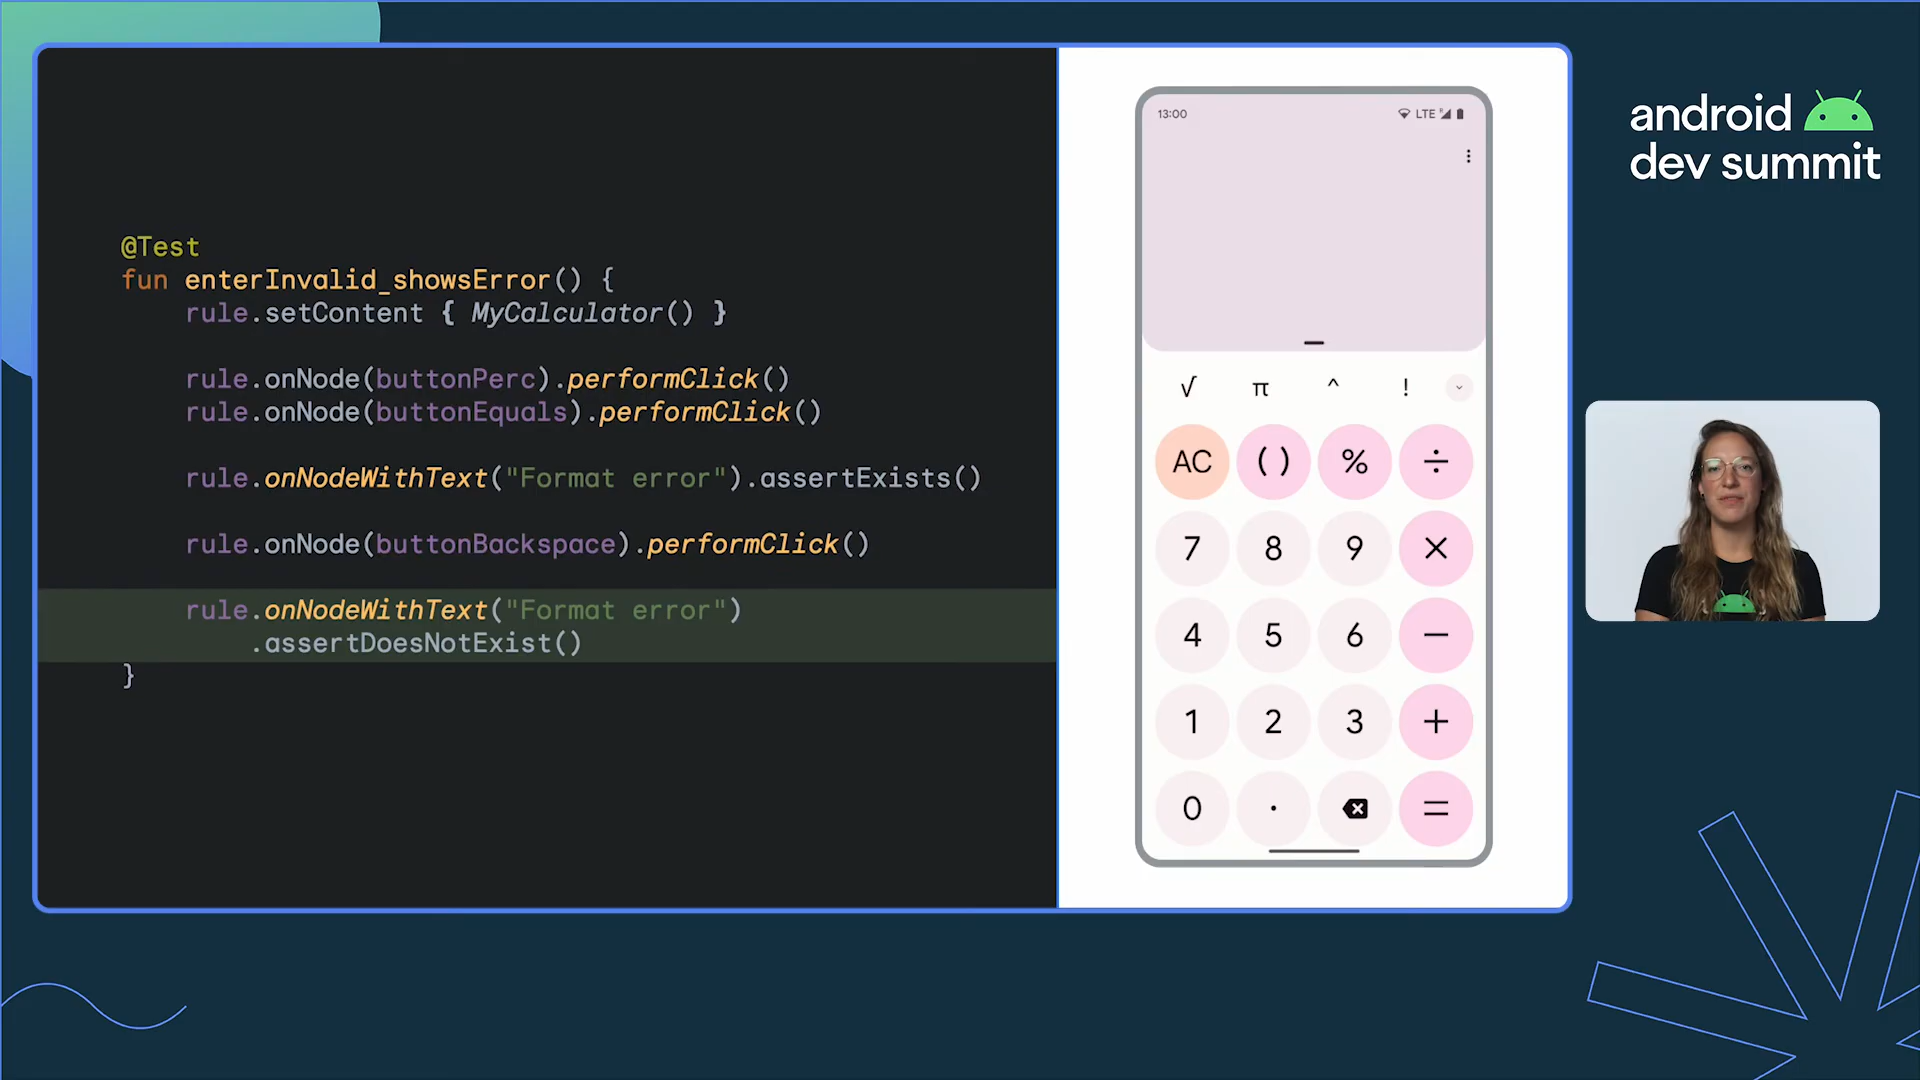 @Test
fun enterInvalid_showsError() {
rule.setContent { MyCalculator() }
rule.onNode(buttonPerc).performClick()
rule.onNode(buttonEquals).performClick()
rule.onNodeWithText("Format error").assertExists()
rule.onNode(buttonBackspace).performClick()
rule.onNodeWithText("Format error")
.assertDoesNotExist()
}
13:00 LTE
√ π ^ !
AC ( ) % ÷
7 8 9 ×
4 5 6 −
1 2 3 +
0 . =
android
dev summit